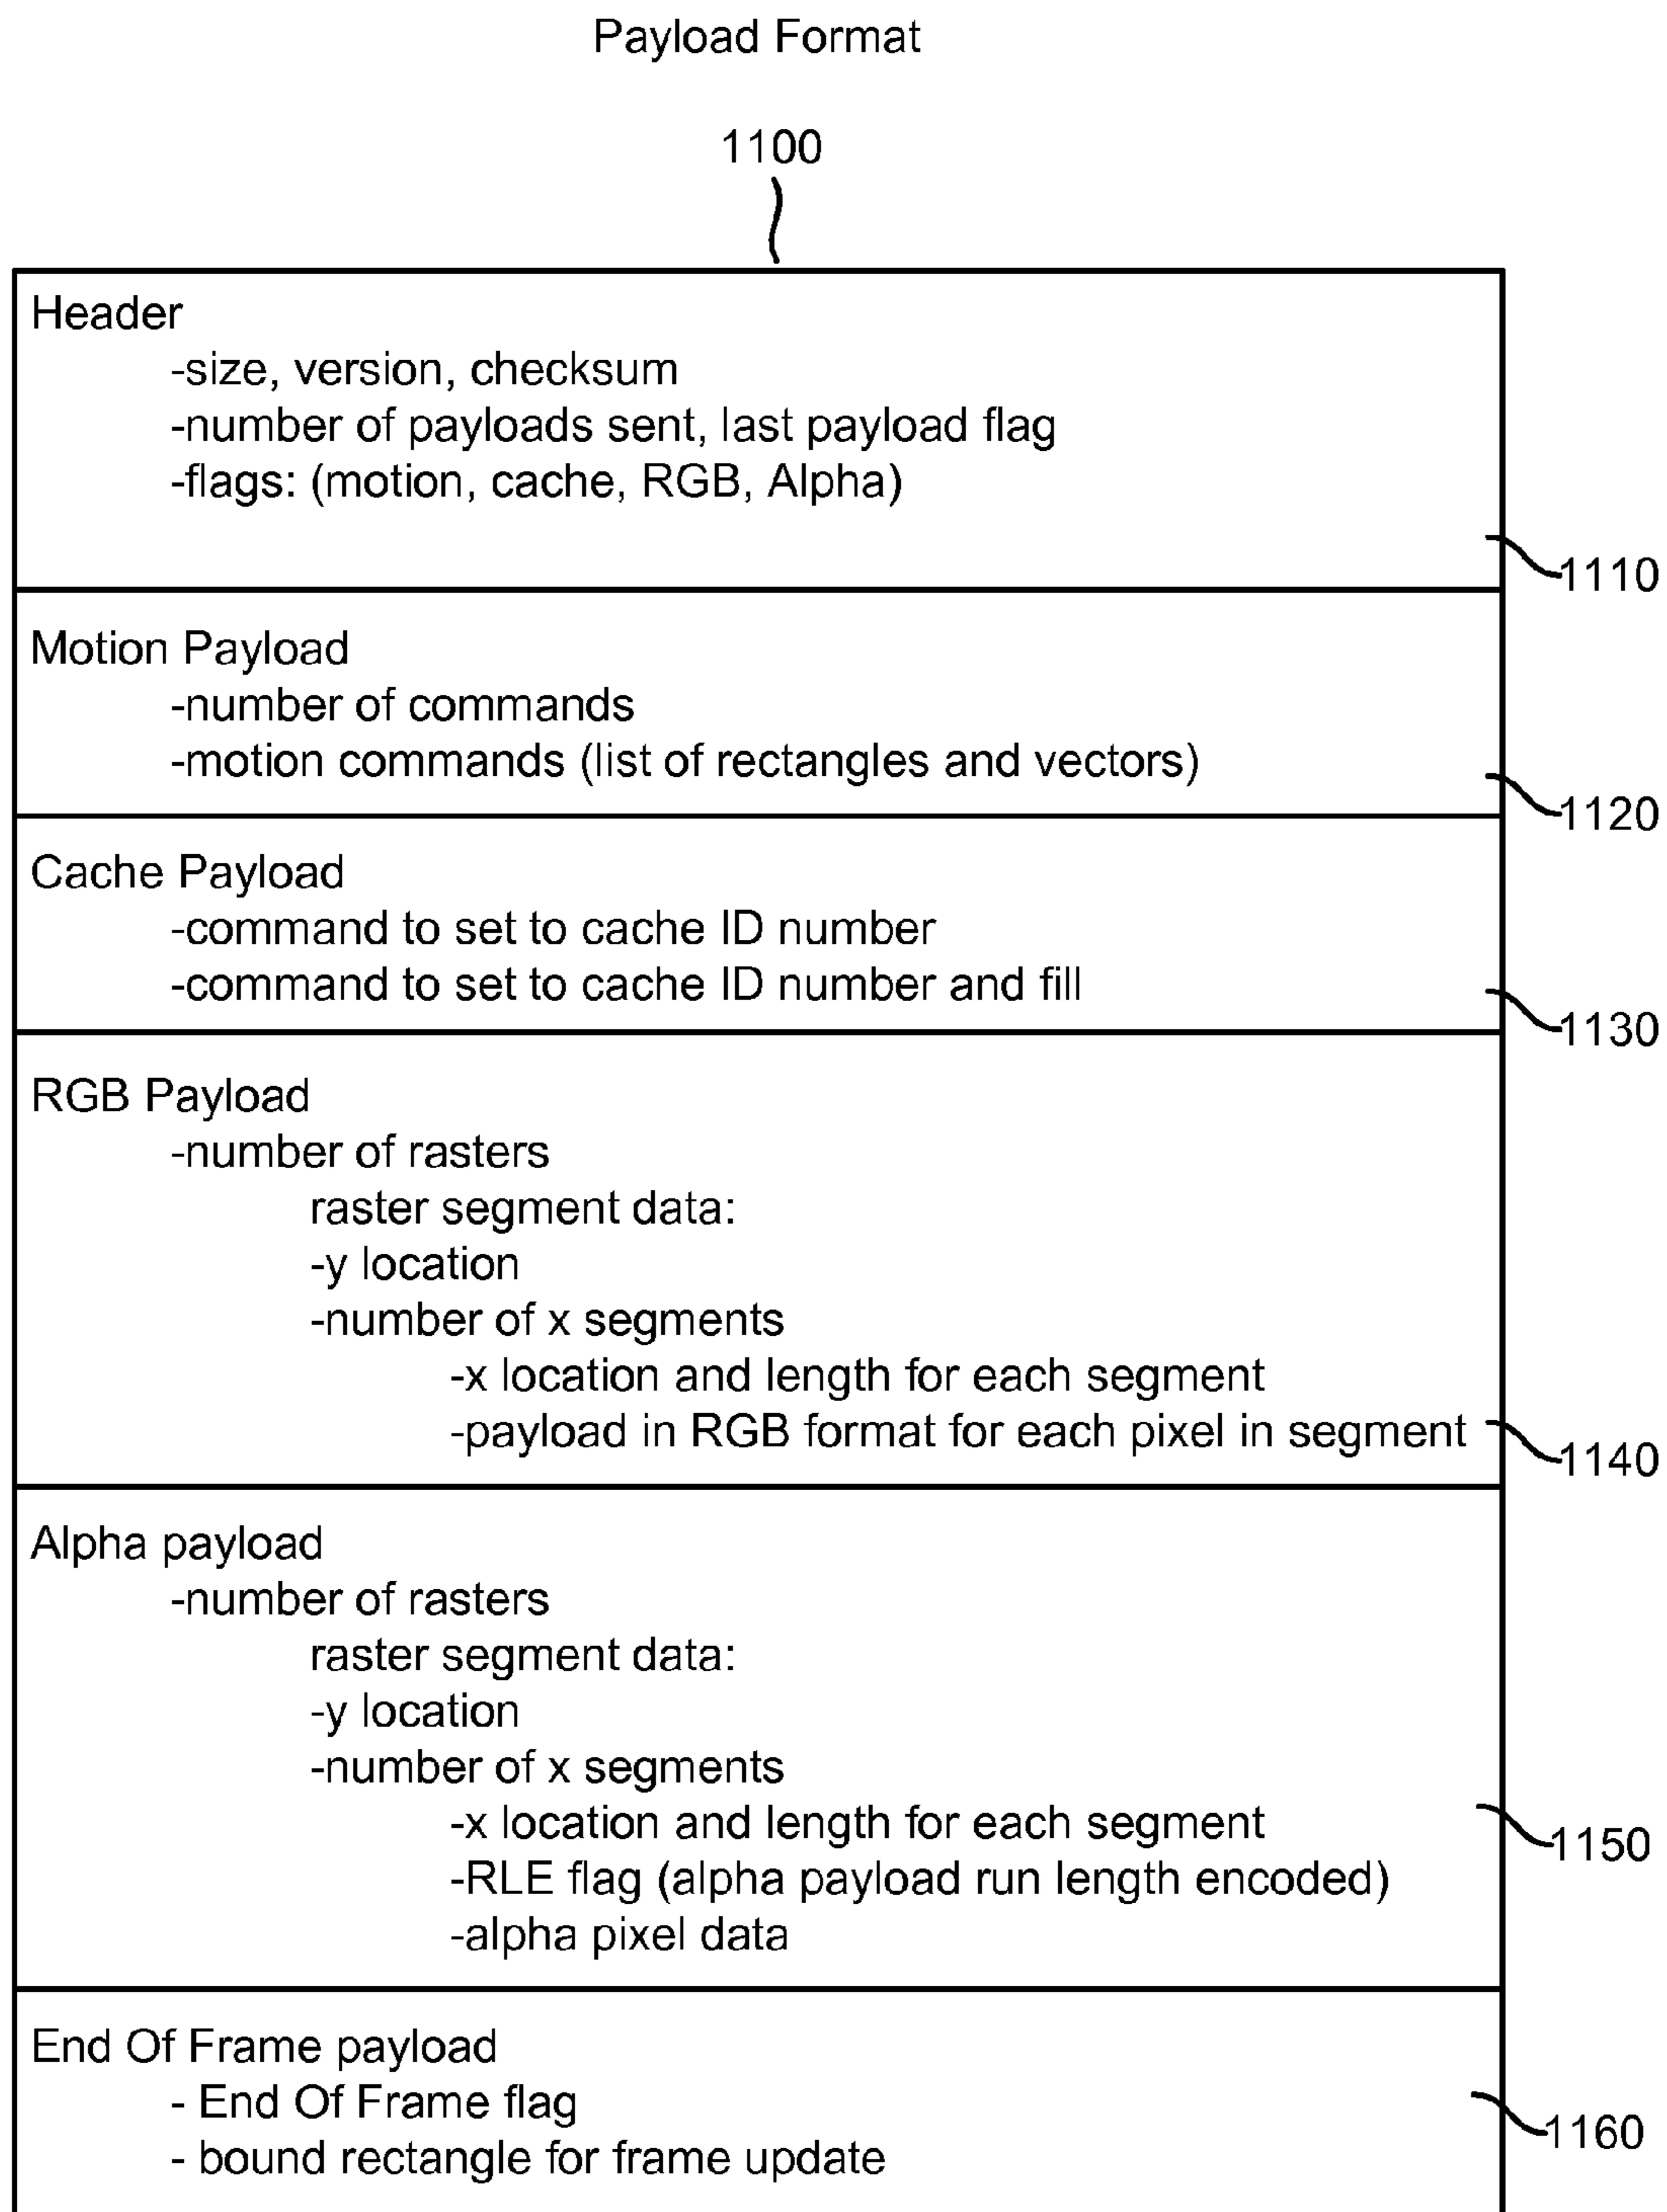 Payload Format
1100
Header
-size, version, checksum
-number of payloads sent, last payload flag
-flags: (motion, cache, RGB, Alpha)
1110
Motion Payload
-number of commands
-motion commands (list of rectangles and vectors)
1120
Cache Payload
-command to set to cache ID number
-command to set to cache ID number and fill
1130
RGB Payload
-number of rasters
raster segment data:
-y location
-number of x segments
-x location and length for each segment
-payload in RGB format for each pixel in segment
1140
Alpha payload
-number of rasters
raster segment data:
-y location
-number of x segments
-x location and length for each segment
1150
-RLE flag (alpha payload run length encoded)
-alpha pixel data
End Of Frame payload
- End Of Frame flag
1160
- bound rectangle for frame update